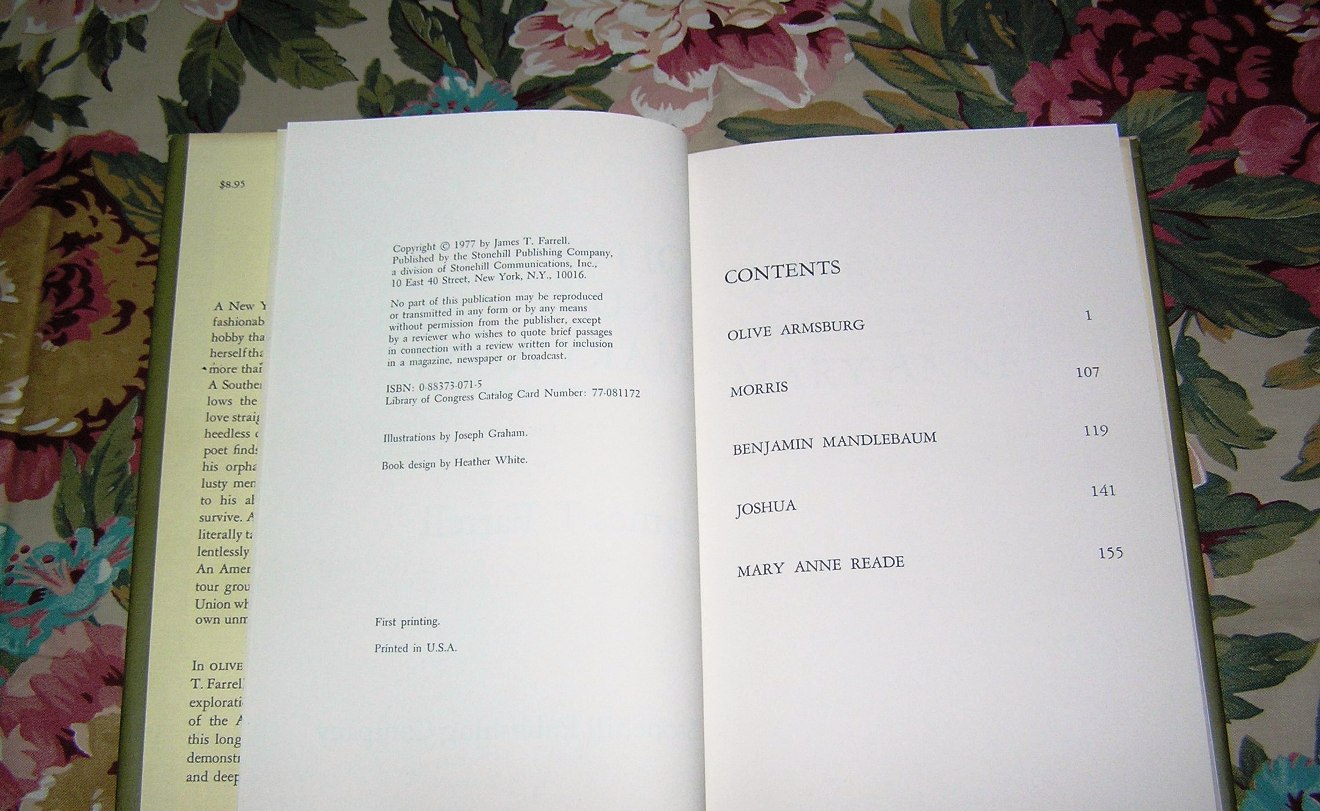 $8.95
A New Y
fashionab
hobby tha
herself tha
more than
A Souther
lows the
love straig
heedless
poet finds
his orpha
lusty men
to his al
survive. A
literally ta
lentlessly
An Amer
tour grou
Union wh
own unm
In OLIVE
T. Farrel
explorati
of the A
this long
demonstr
and deep
Copyright © 1977 by James T. Farrell.
Published by the Stonehill Publishing Company,
a division of Stonehill Communications, Inc.,
10 East 40 Street, New York, N.Y., 10016.
No part of this publication may be reproduced
or transmitted in any form or by any means
without permission from the publisher, except
by a reviewer who wishes to quote brief passages
in connection with a review written for inclusion
in a magazine, newspaper or broadcast.
ISBN: 0-88373-071-5
Library of Congress Catalog Card Number: 77-081172
Illustrations by Joseph Graham.
Book design by Heather White.
First printing.
Printed in U.S.A.
CONTENTS
OLIVE ARMSBURG 1
MORRIS 107
BENJAMIN MANDLEBAUM 119
JOSHUA 141
MARY ANNE READE 155